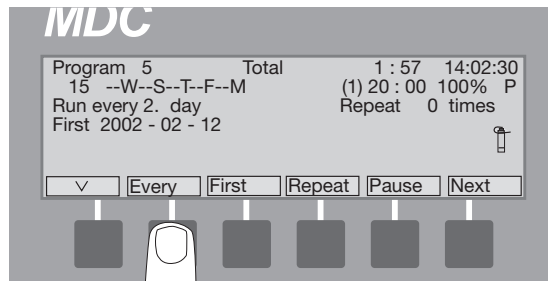 MDC
Program 5 Total 1 : 57 14:02:30
15 --W--S--T--F--M (1) 20 : 00 100% P
Run every 2. day Repeat 0 times
First 2002 - 02 - 12
Every First Repeat Pause Next